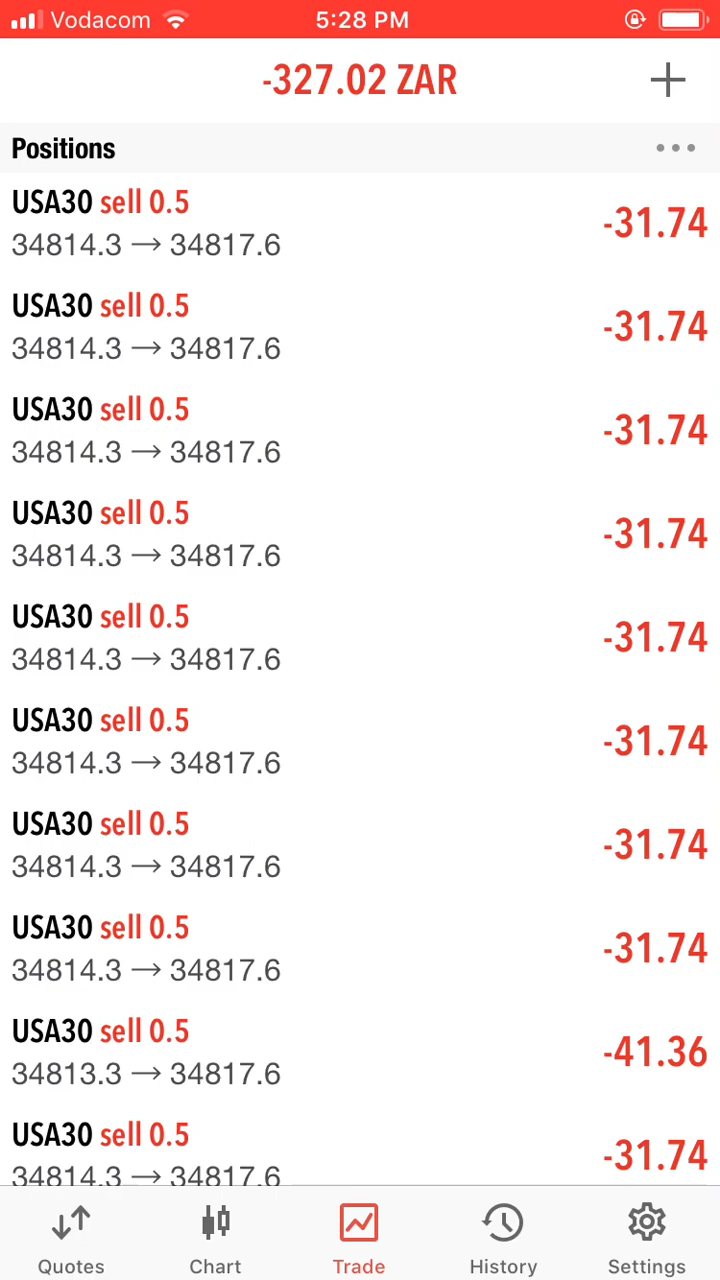 Vodacom 5:28 PM
-327.02 ZAR
Positions
USA30 sell 0.5
34814.3 → 34817.6 -31.74
USA30 sell 0.5
34814.3 → 34817.6 -31.74
USA30 sell 0.5
34814.3 → 34817.6 -31.74
USA30 sell 0.5
34814.3 → 34817.6 -31.74
USA30 sell 0.5
34814.3 → 34817.6 -31.74
USA30 sell 0.5
34814.3 → 34817.6 -31.74
USA30 sell 0.5
34814.3 → 34817.6 -31.74
USA30 sell 0.5
34814.3 → 34817.6 -31.74
USA30 sell 0.5
34813.3 → 34817.6 -41.36
USA30 sell 0.5
34814.3 → 34817.6 -31.74
Quotes Chart Trade History Settings